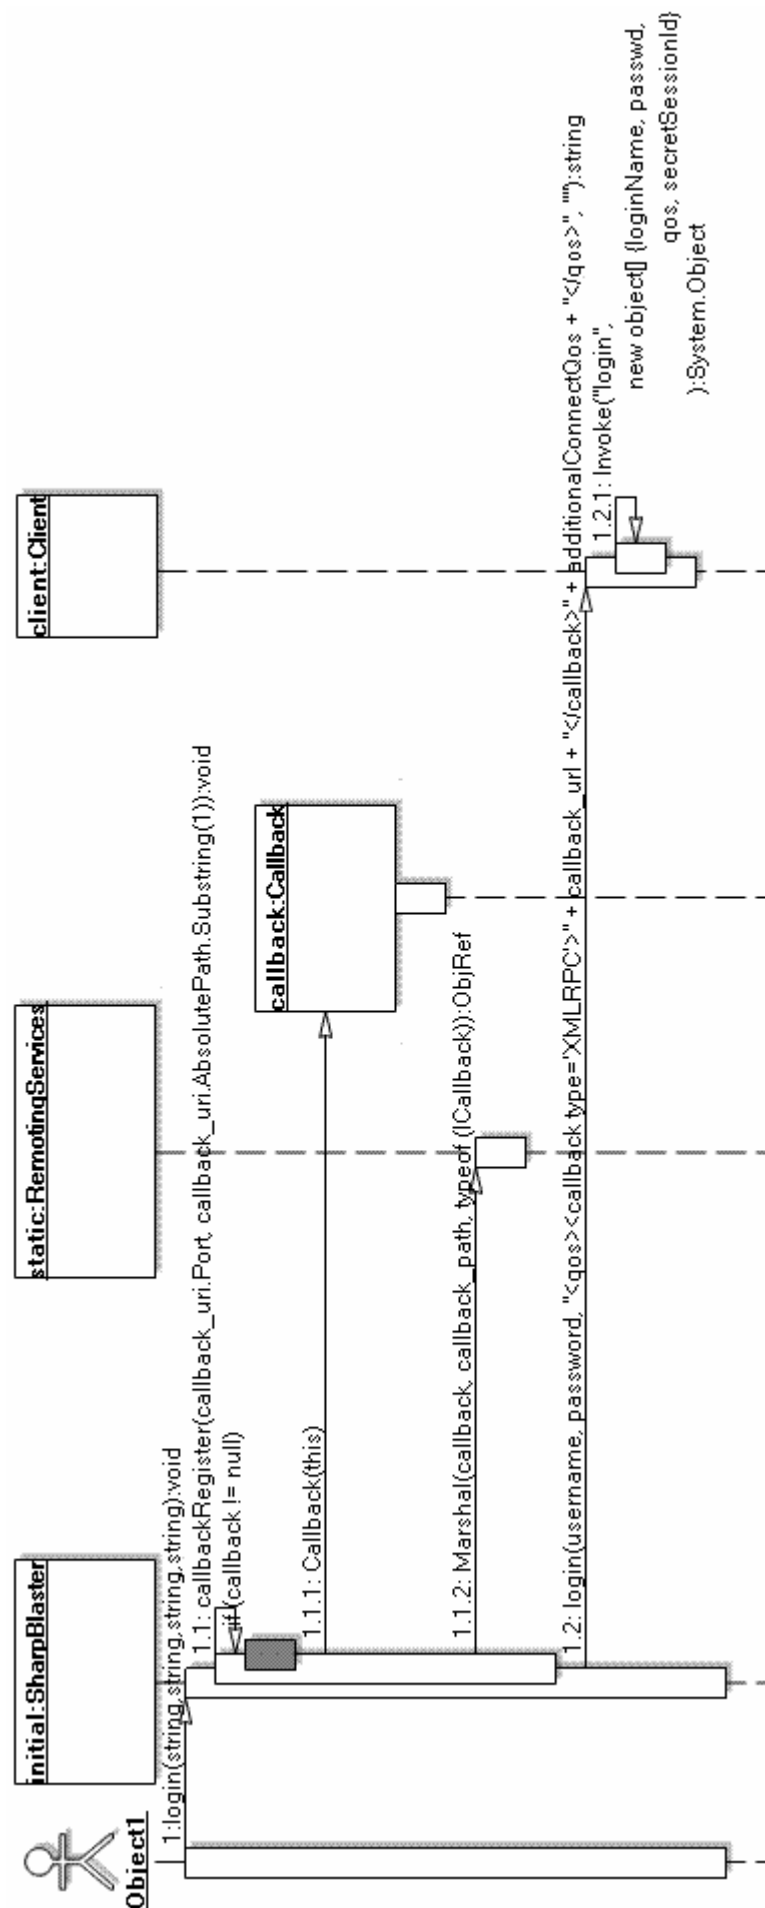 Object1
initial:SharpBlaster
static:RemotingServices
callback:Callback
client:Client
1:login(string,string,string,string):void
1.1: callbackRegister(callback_uri.Port, callback_uri.AbsolutePath.Substring(1)):void
if (callback != null)
1.1.1: Callback(this)
1.1.2: Marshal(callback, callback_path, typeof (ICallback)):ObjRef
1.2: login(username, password, "<qos><callback type='XMLRPC'>" + callback_url + "</callback>" + additionalConnectQos + "</qos>", ""):string
1.2.1: Invoke("login",
new object[] {loginName, passwd,
qos, secretSessionId}
):System.Object